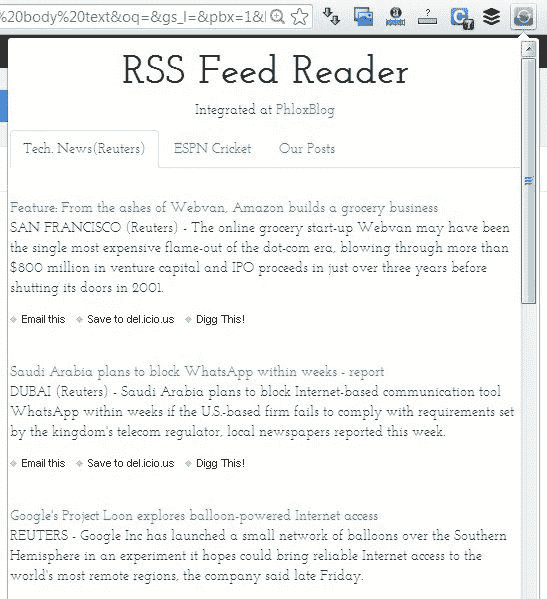 %20body%20text&oq=&gs_l=&pbx=1&
RSS Feed Reader
Integrated at PhloxBlog
Tech. News(Reuters) ESPN Cricket Our Posts
Feature: From the ashes of Webvan, Amazon builds a grocery business
SAN FRANCISCO (Reuters) - The online grocery start-up Webvan may have been
the single most expensive flame-out of the dot-com era, blowing through more than
$800 million in venture capital and IPO proceeds in just over three years before
shutting its doors in 2001.
Email this Save to del.icio.us Digg This!
Saudi Arabia plans to block WhatsApp within weeks - report
DUBAI (Reuters) - Saudi Arabia plans to block Internet-based communication tool
WhatsApp within weeks if the U.S.-based firm fails to comply with requirements set
by the kingdom's telecom regulator, local newspapers reported this week.
Email this Save to del.icio.us Digg This!
Google's Project Loon explores balloon-powered Internet access
REUTERS - Google Inc has launched a small network of balloons over the Southern
Hemisphere in an experiment it hopes could bring reliable Internet access to the
world's most remote regions, the company said late Friday.